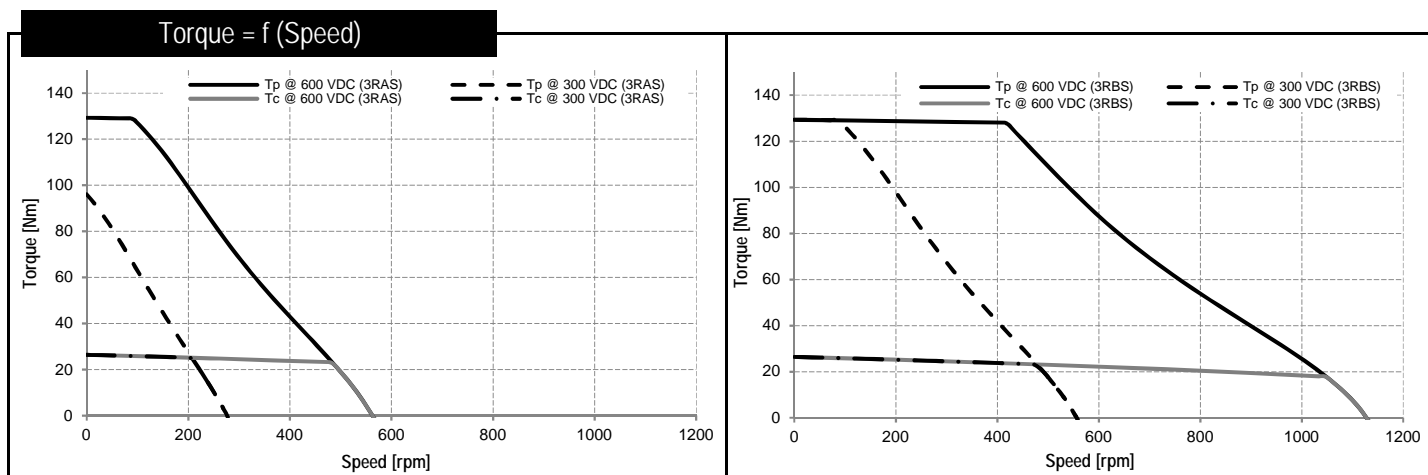 Torque = f (Speed)
Tp @ 600 VDC (3RAS) Tp @ 300 VDC (3RAS)
Tc @ 600 VDC (3RAS) Tc @ 300 VDC (3RAS)
140
120
100
80
60
40
20
0
Torque [Nm]
0 200 400 600 800 1000 1200
Speed [rpm]
Tp @ 600 VDC (3RBS) Tp @ 300 VDC (3RBS)
Tc @ 600 VDC (3RBS) Tc @ 300 VDC (3RBS)
140
120
100
80
60
40
20
0
Torque [Nm]
0 200 400 600 800 1000 1200
Speed [rpm]